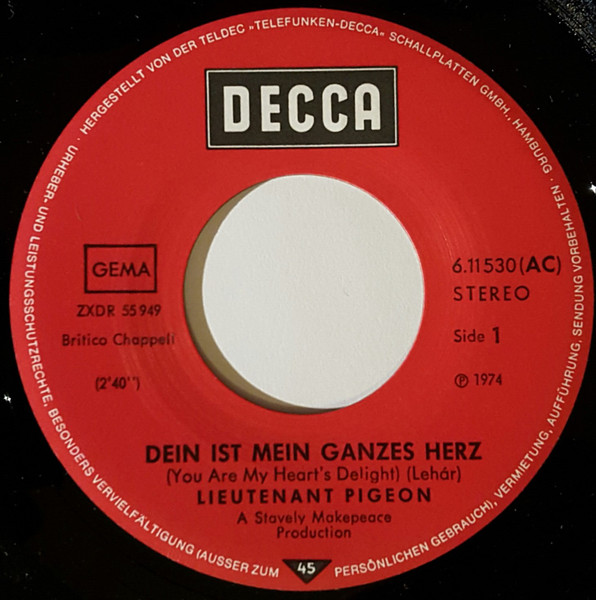 · HERGESTELLT VON DER TELDEC »TELEFUNKEN-DECCA« SCHALLPLATTEN GMBH., HAMBURG ·
DECCA
GEMA
ZXDR 55 949
Britico Chappell
(2'40'')
6.11530 (AC)
STEREO
Side 1
℗ 1974
DEIN IST MEIN GANZES HERZ
(You Are My Heart's Delight) (Lehár)
LIEUTENANT PIGEON
A Stavely Makepeace
Production
45
URHEBER- UND LEISTUNGSSCHUTZRECHTE, BESONDERS VERVIELFÄLTIGUNG (AUSSER ZUM PERSÖNLICHEN GEBRAUCH), VERMIETUNG, AUFFÜHRUNG, SENDUNG VORBEHALTEN